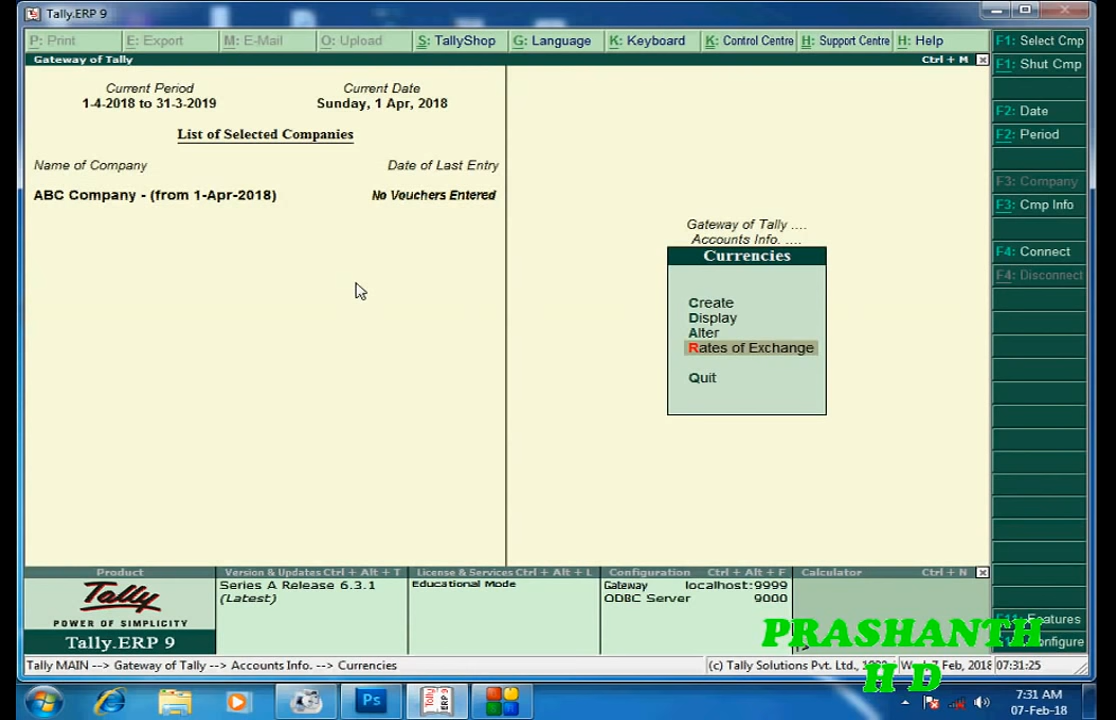 Tally.ERP 9
P: Print E: Export M: E-Mail O: Upload S: TallyShop G: Language K: Keyboard K: Control Centre H: Support Centre H: Help
F1: Select Cmp
F1: Shut Cmp
F2: Date
F2: Period
F3: Company
F3: Cmp Info
F4: Connect
F4: Disconnect
Gateway of Tally Ctrl + M
Current Period Current Date
1-4-2018 to 31-3-2019 Sunday, 1 Apr, 2018
List of Selected Companies
Name of Company Date of Last Entry
ABC Company - (from 1-Apr-2018) No Vouchers Entered
Gateway of Tally ....
Accounts Info. ....
Currencies
Create
Display
Alter
Rates of Exchange
Quit
Product Version & Updates Ctrl + Alt + T License & Services Ctrl + Alt + L Configuration Ctrl + Alt + F Calculator Ctrl + N
Tally
POWER OF SIMPLICITY
Tally.ERP 9
Series A Release 6.3.1
(Latest)
Educational Mode
Gateway localhost:9999
ODBC Server 9000
Features
PRASHANTH
H D
Tally MAIN --> Gateway of Tally --> Accounts Info. --> Currencies (c) Tally Solutions Pvt. Ltd., Feb, 2018 07:31:25
Ps
Tally
7:31 AM
07-Feb-18